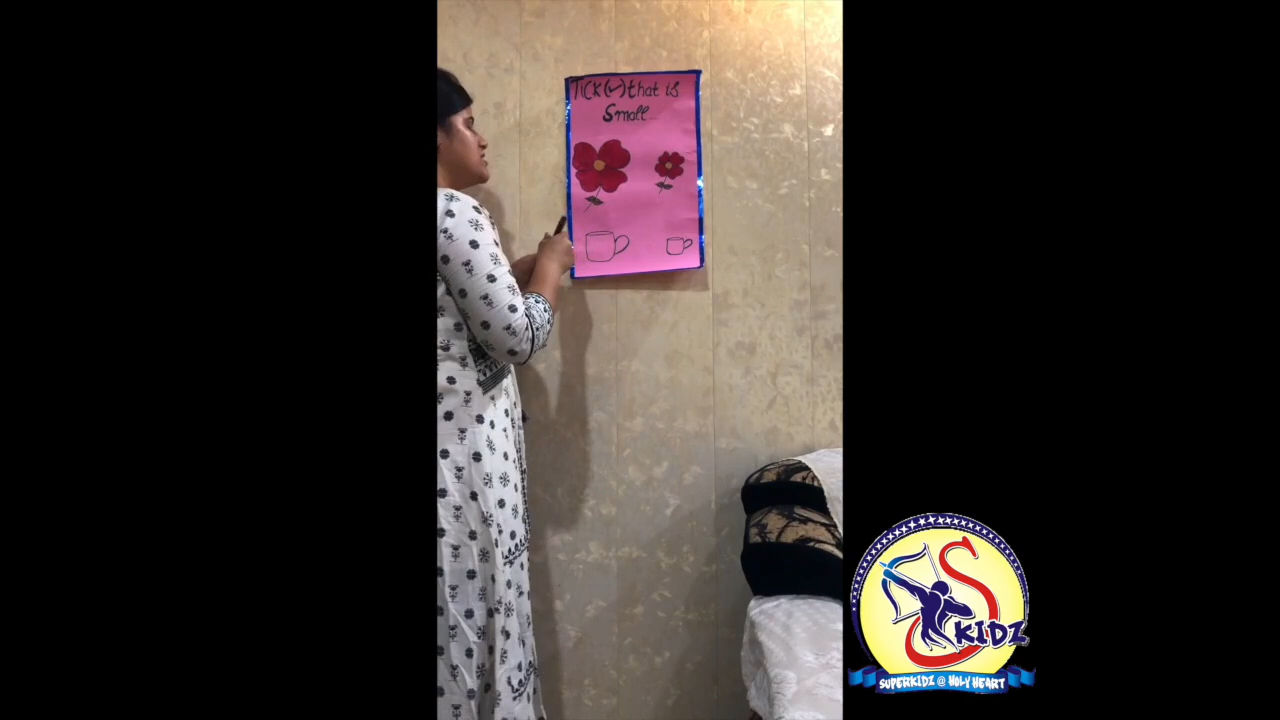 Tick (✓) that is
Small...
S
KIDZ
SUPERKIDZ @ HOLY HEART